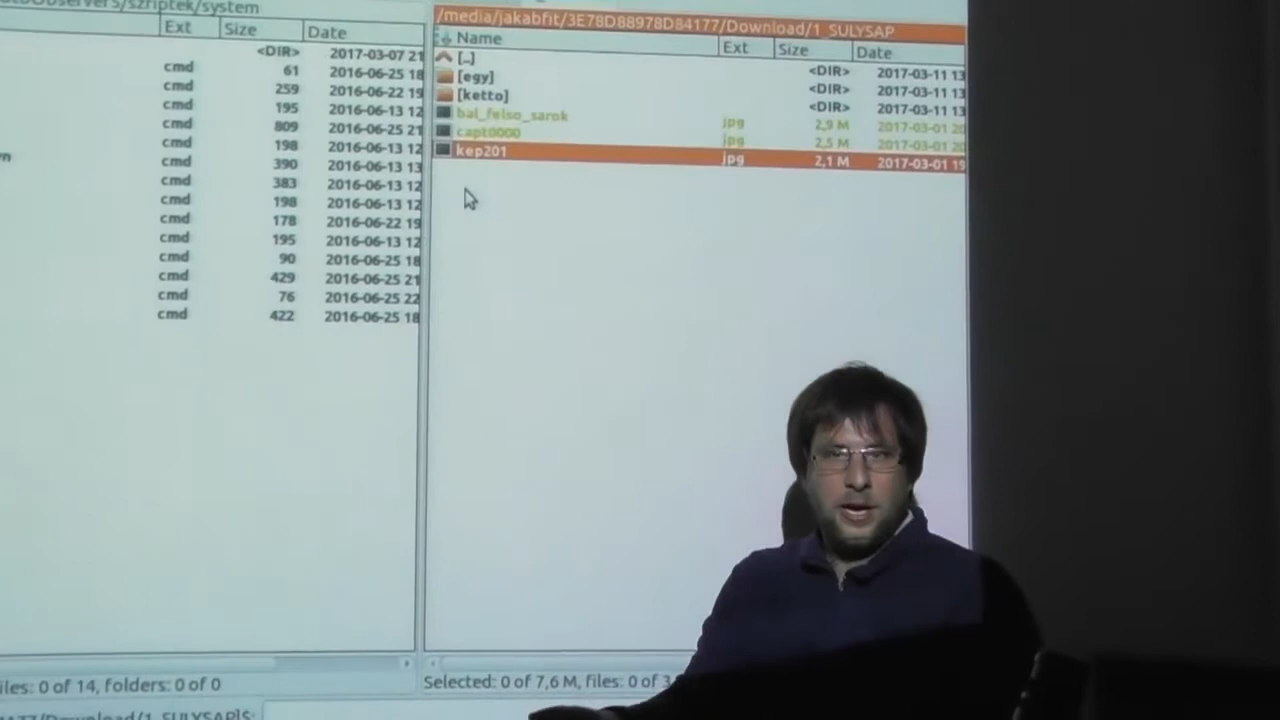 /szriptek/system
Ext Size Date
<DIR> 2017-03-07 21
cmd 61 2016-06-25 18
cmd 259 2016-06-22 19
cmd 195 2016-06-13 12
cmd 809 2016-06-25 21
cmd 198 2016-06-13 12
cmd 390 2016-06-13 13
cmd 383 2016-06-13 12
cmd 198 2016-06-13 12
cmd 178 2016-06-22 19
cmd 195 2016-06-13 12
cmd 90 2016-06-25 18
cmd 429 2016-06-25 21
cmd 76 2016-06-25 22
cmd 422 2016-06-25 18
iles: 0 of 14, folders: 0 of 0
/media/jakabfit/3E78D88978D84177/Download/1_SULYSAP
Name Ext Size Date
[..] <DIR> 2017-03-11 13
[egy] <DIR> 2017-03-11 13
[ketto] <DIR> 2017-03-11 13
bal_felso_sarok jpg 2,9 M 2017-03-01 20
capt0000 jpg 2,5 M 2017-03-01 20
kep201 jpg 2,1 M 2017-03-01 19
Selected: 0 of 7,6 M, files: 0 of 3
/Download/1_SULYSAP]$: